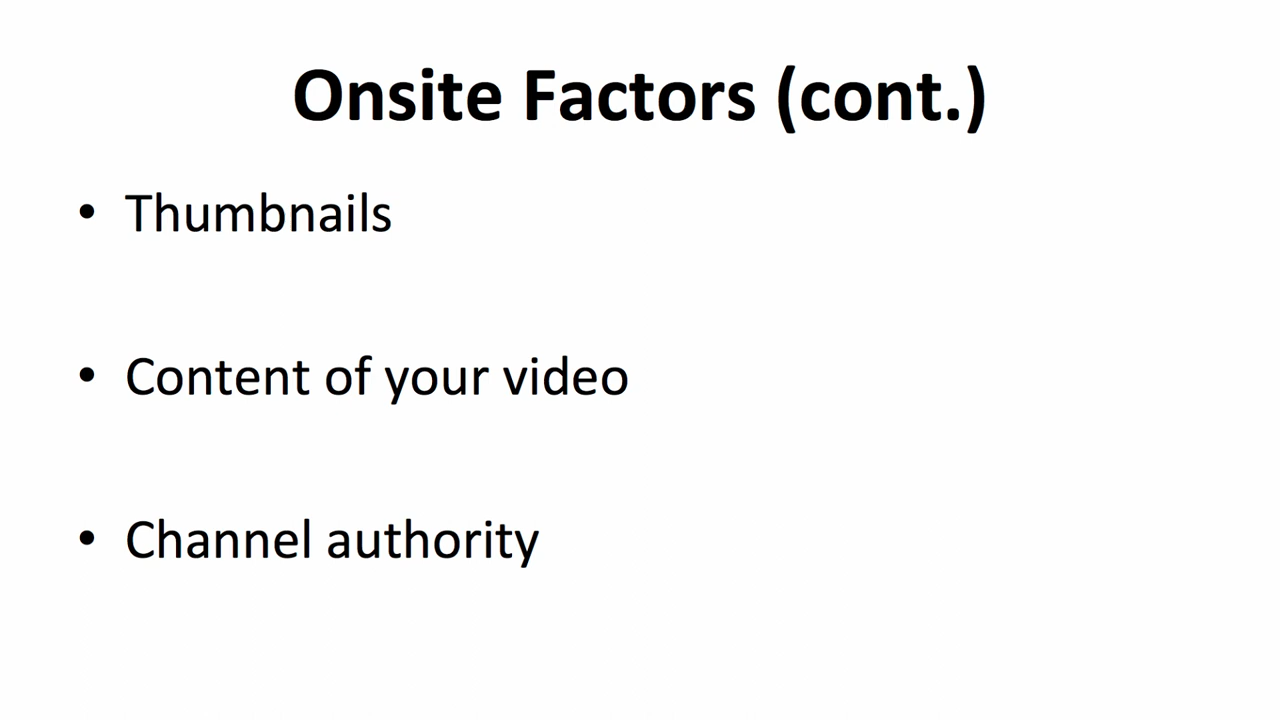 Onsite Factors (cont.)
• Thumbnails
• Content of your video
• Channel authority